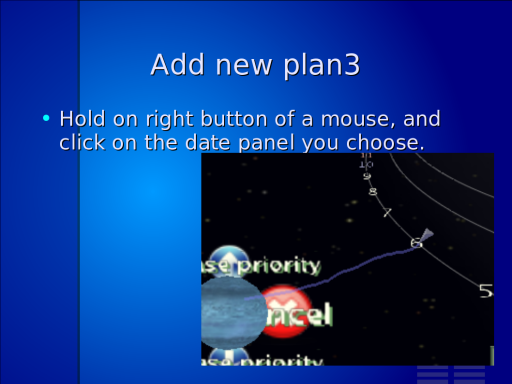 Add new plan3
Hold on right button of a mouse, and
click on the date panel you choose.
11
10
9
8
7
6
5
se priority
ncel
se priority